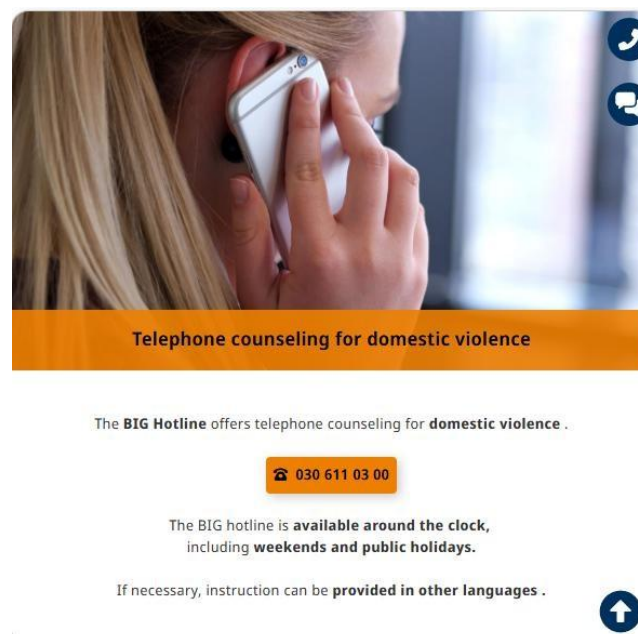 Telephone counseling for domestic violence
The BIG Hotline offers telephone counseling for domestic violence .
030 611 03 00
The BIG hotline is available around the clock,
including weekends and public holidays.
If necessary, instruction can be provided in other languages .